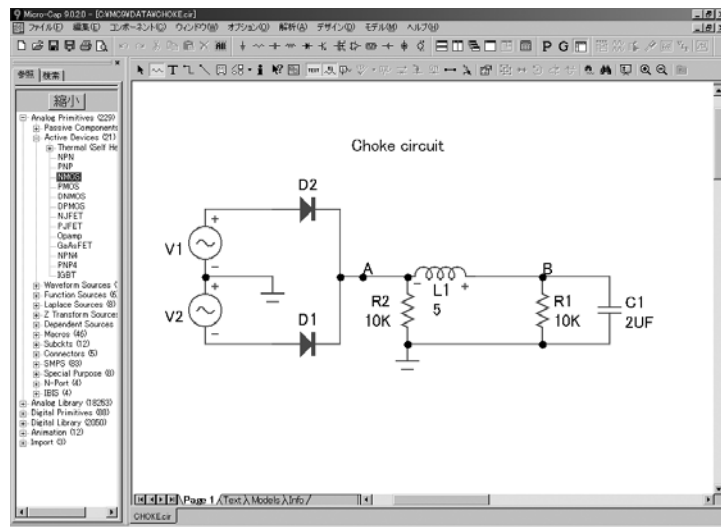 Micro-Cap 9.0.2.0 - [C:¥MC9¥DATA¥CHOKE.cir]
ファイル(F) 編集(E) コンポーネント(C) ウィンドウ(W) オプション(O) 解析(A) デザイン(D) モデル(M) ヘルプ(H)
参照 検索
縮小
Analog Primitives (229)
Passive Components
Active Devices (21)
Thermal (Self He
NPN
PNP
NMOS
PMOS
DNMOS
DPMOS
NJFET
PJFET
Opamp
GaAsFET
NPN4
PNP4
IGBT
Waveform Sources (
Function Sources (6
Laplace Sources (8)
Z Transform Source
Dependent Sources
Macros (46)
Subckts (12)
Connectors (5)
SMPS (83)
Special Purpose (8)
N-Port (4)
IBIS (4)
Analog Library (18253)
Digital Primitives (88)
Digital Library (2050)
Animation (12)
Import (3)
Choke circuit
D2
V1
A
B
L1
5
R2
10K
R1
10K
C1
2UF
V2
D1
Page 1 Text Models Info
CHOKE.cir